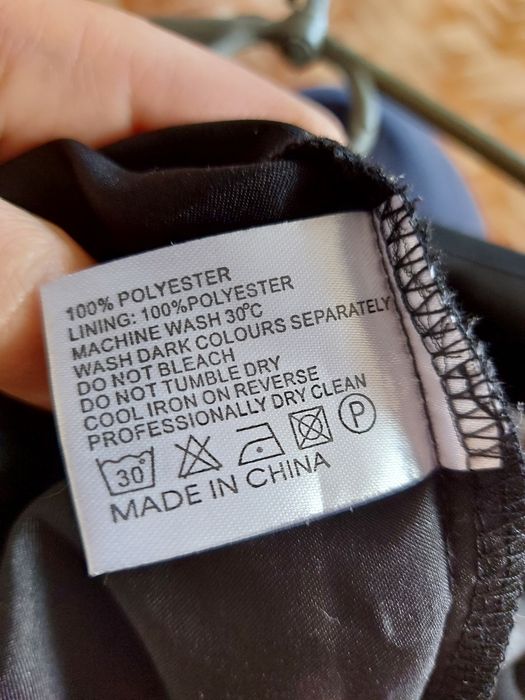 100% POLYESTER
LINING: 100%POLYESTER
MACHINE WASH 30°C
WASH DARK COLOURS SEPARATELY
DO NOT BLEACH
DO NOT TUMBLE DRY
COOL IRON ON REVERSE
PROFESSIONALLY DRY CLEAN
30° P
MADE IN CHINA